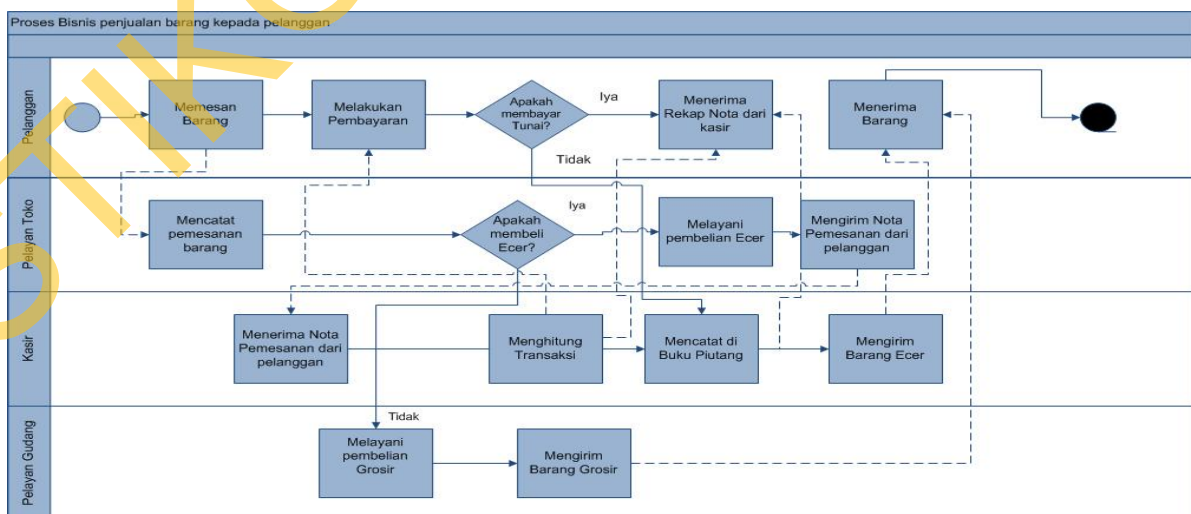 Proses Bisnis penjualan barang kepada pelanggan
Pelanggan
Memesan
Barang
Melakukan
Pembayaran
Apakah
membayar
Tunai?
Iya
Tidak
Menerima
Rekap Nota dari
kasir
Menerima
Barang
Pelayan Toko
Mencatat
pemesanan
barang
Apakah
membeli
Ecer?
Iya
Melayani
pembelian Ecer
Mengirim Nota
Pemesanan dari
pelanggan
Kasir
Menerima Nota
Pemesanan dari
pelanggan
Menghitung
Transaksi
Mencatat di
Buku Piutang
Mengirim
Barang Ecer
Tidak
Pelayan Gudang
Melayani
pembelian
Grosir
Mengirim
Barang Grosir